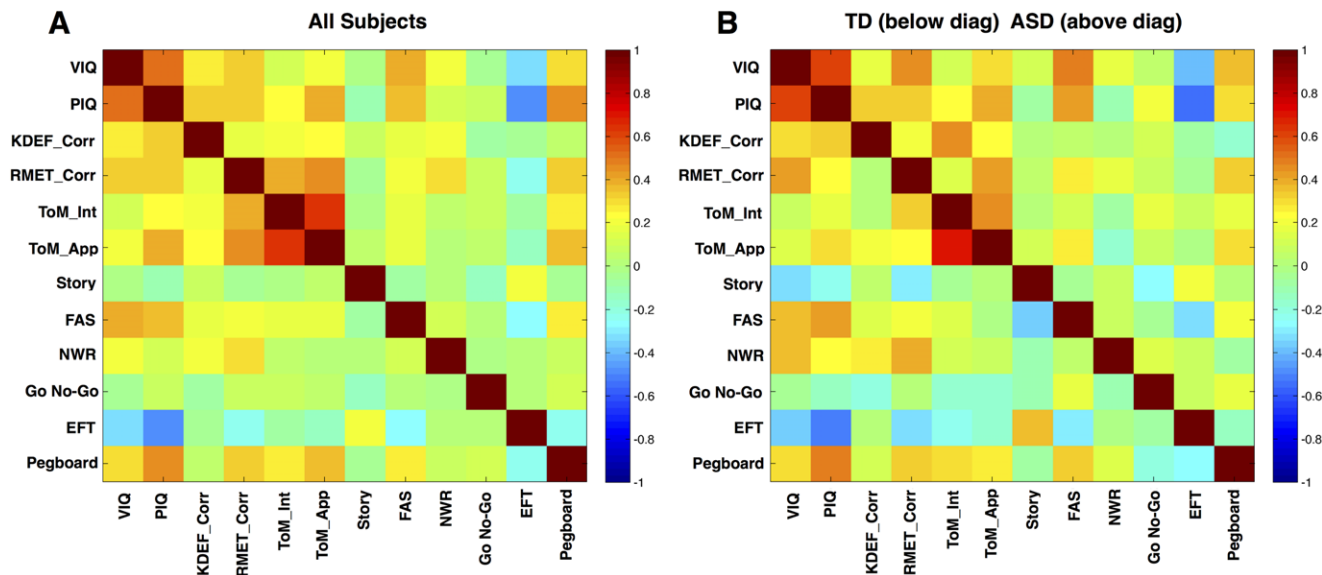 A
All Subjects
VIQ
PIQ
KDEF_Corr
RMET_Corr
ToM_Int
ToM_App
Story
FAS
NWR
Go No-Go
EFT
Pegboard
VIQ
PIQ
KDEF_Corr
RMET_Corr
ToM_Int
ToM_App
Story
FAS
NWR
Go No-Go
EFT
Pegboard
1
0.8
0.6
0.4
0.2
0
-0.2
-0.4
-0.6
-0.8
-1
B
TD (below diag) ASD (above diag)
VIQ
PIQ
KDEF_Corr
RMET_Corr
ToM_Int
ToM_App
Story
FAS
NWR
Go No-Go
EFT
Pegboard
VIQ
PIQ
KDEF_Corr
RMET_Corr
ToM_Int
ToM_App
Story
FAS
NWR
Go No-Go
EFT
Pegboard
1
0.8
0.6
0.4
0.2
0
-0.2
-0.4
-0.6
-0.8
-1